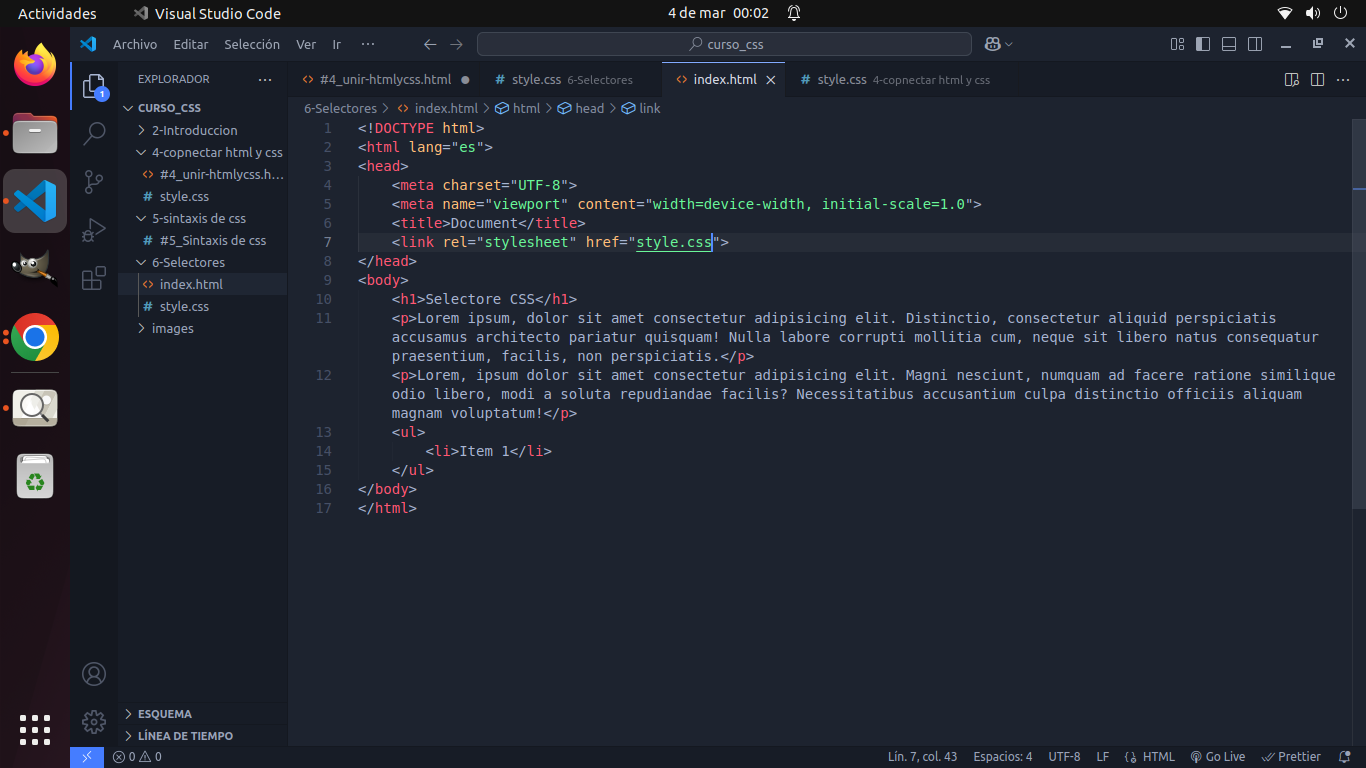 Actividades
Visual Studio Code
4 de mar 00:02
Archivo Editar Selección Ver Ir ···
curso_css
EXPLORADOR ···
#4_unir-htmlycss.html
style.css 6-Selectores
index.html
style.css 4-copnectar html y css
CURSO_CSS
2-Introduccion
4-copnectar html y css
#4_unir-htmlycss.h...
style.css
5-sintaxis de css
#5_Sintaxis de css
6-Selectores
index.html
style.css
images
ESQUEMA
LÍNEA DE TIEMPO
1
6-Selectores > index.html > html > head > link
1 <!DOCTYPE html>
2 <html lang="es">
3 <head>
4 <meta charset="UTF-8">
5 <meta name="viewport" content="width=device-width, initial-scale=1.0">
6 <title>Document</title>
7 <link rel="stylesheet" href="style.css">
8 </head>
9 <body>
10 <h1>Selectore CSS</h1>
11 <p>Lorem ipsum, dolor sit amet consectetur adipisicing elit. Distinctio, consectetur aliquid perspiciatis
accusamus architecto pariatur quisquam! Nulla labore corrupti mollitia cum, neque sit libero natus consequatur
praesentium, facilis, non perspiciatis.</p>
12 <p>Lorem, ipsum dolor sit amet consectetur adipisicing elit. Magni nesciunt, numquam ad facere ratione similique
odio libero, modi a soluta repudiandae facilis? Necessitatibus accusantium culpa distinctio officiis aliquam
magnam voluptatum!</p>
13 <ul>
14 <li>Item 1</li>
15 </ul>
16 </body>
17 </html>
0 0
Lín. 7, col. 43
Espacios: 4
UTF-8
LF
{} HTML
Go Live
Prettier